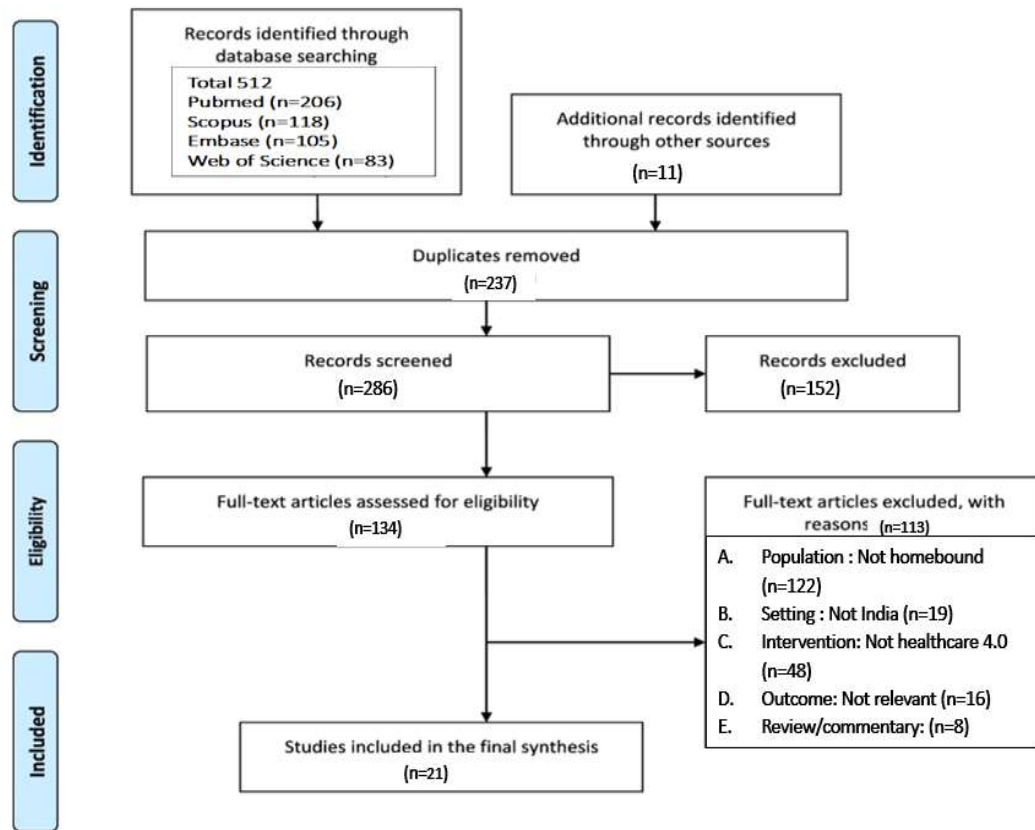 Identification
Records identified through
database searching
Total 512
Pubmed (n=206)
Scopus (n=118)
Embase (n=105)
Web of Science (n=83)
Additional records identified
through other sources
(n=11)
Screening
Duplicates removed
(n=237)
Records screened
(n=286)
Records excluded
(n=152)
Eligibility
Full-text articles assessed for eligibility
(n=134)
Full-text articles excluded, with
reasons (n=113)
A. Population : Not homebound
(n=122)
B. Setting : Not India (n=19)
C. Intervention: Not healthcare 4.0
(n=48)
D. Outcome: Not relevant (n=16)
E. Review/commentary: (n=8)
Included
Studies included in the final synthesis
(n=21)